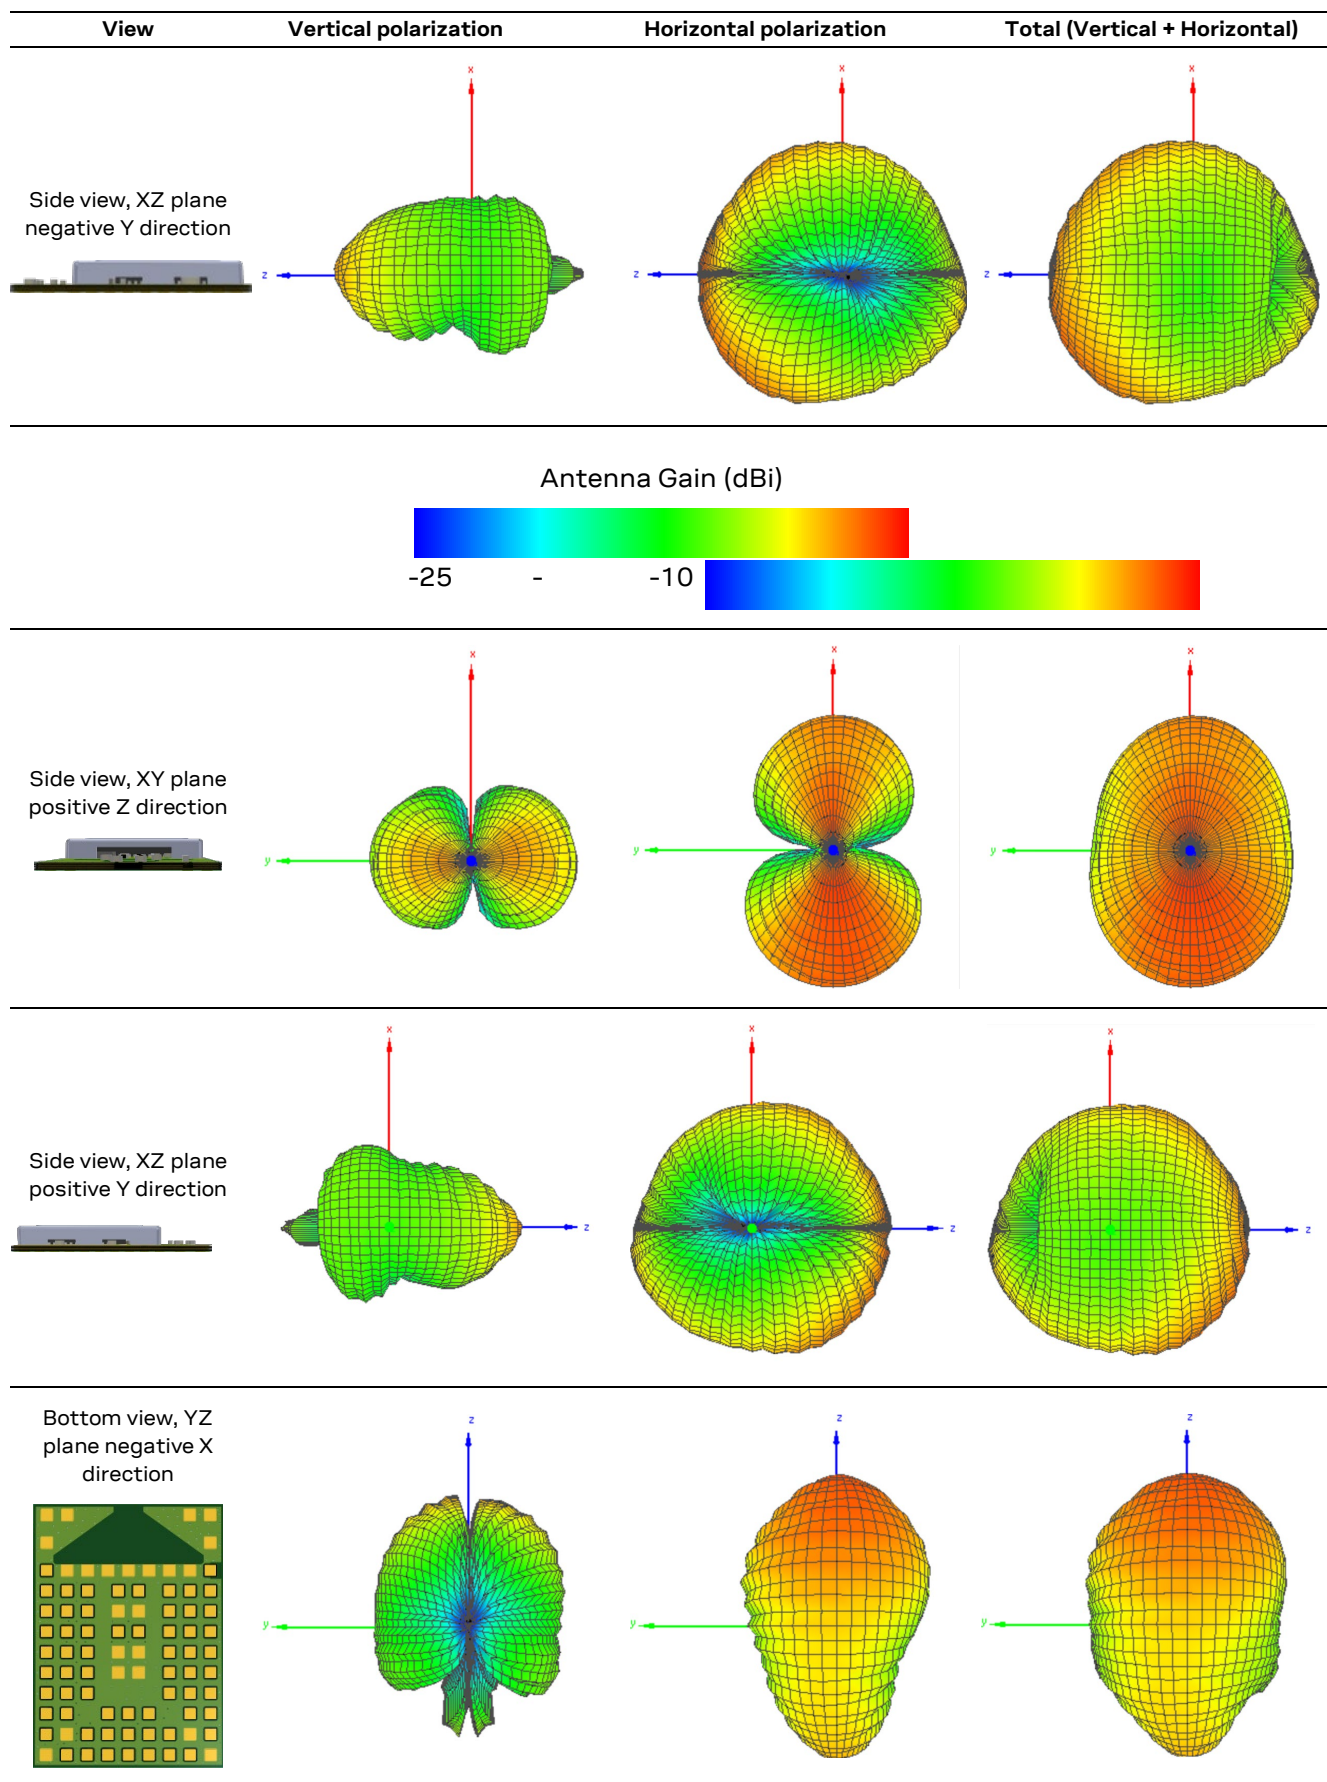 View Vertical polarization Horizontal polarization Total (Vertical + Horizontal)
x x x
Side view, XZ plane
negative Y direction
z z z
Antenna Gain (dBi)
-25 - -10
x x x
Side view, XY plane
positive Z direction
y y y
x x x
Side view, XZ plane
positive Y direction
z z z
Bottom view, YZ
plane negative X
direction
z z z
y y y